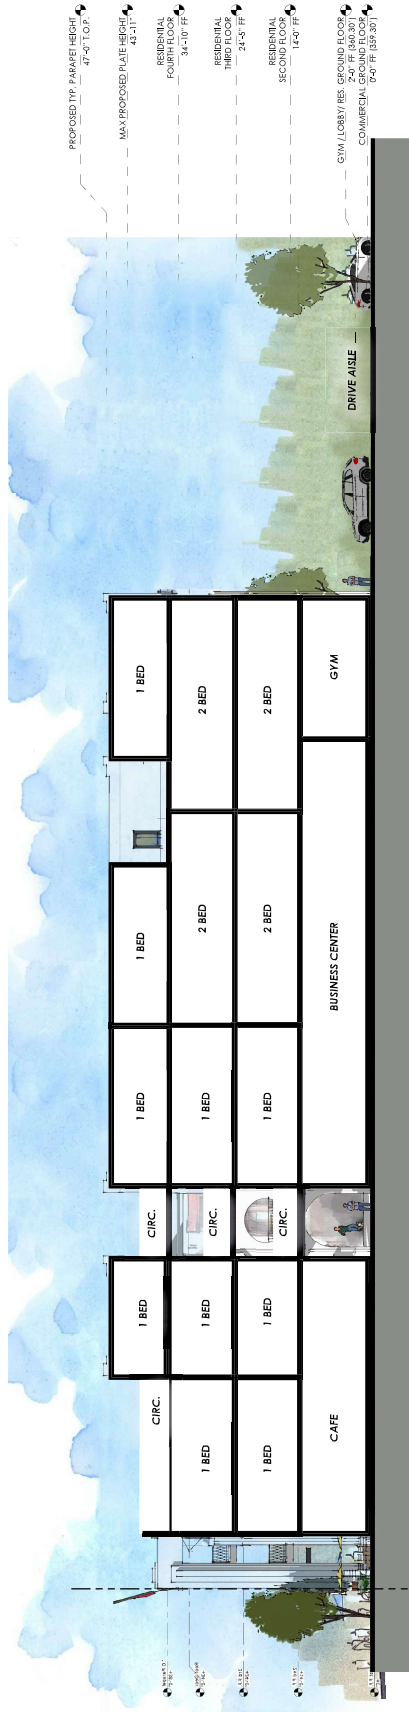 PROPOSED TYP. PARAPET HEIGHT
47'-0" T.O.P.
MAX PROPOSED PLATE HEIGHT
43'-11"
RESIDENTIAL
FOURTH FLOOR
34'-10" FF
RESIDENTIAL
THIRD FLOOR
24'-5" FF
RESIDENTIAL
SECOND FLOOR
14'-0" FF
GYM / LOBBY/ RES. GROUND FLOOR
2'-0" FF (360.30')
COMMERCIAL GROUND FLOOR
0'-0" FF (359.30')
CIRC.
1 BED
CIRC.
1 BED
1 BED
1 BED
1 BED
1 BED
CIRC.
1 BED
2 BED
2 BED
1 BED
1 BED
CIRC.
1 BED
2 BED
2 BED
CAFE
BUSINESS CENTER
GYM
DRIVE AISLE